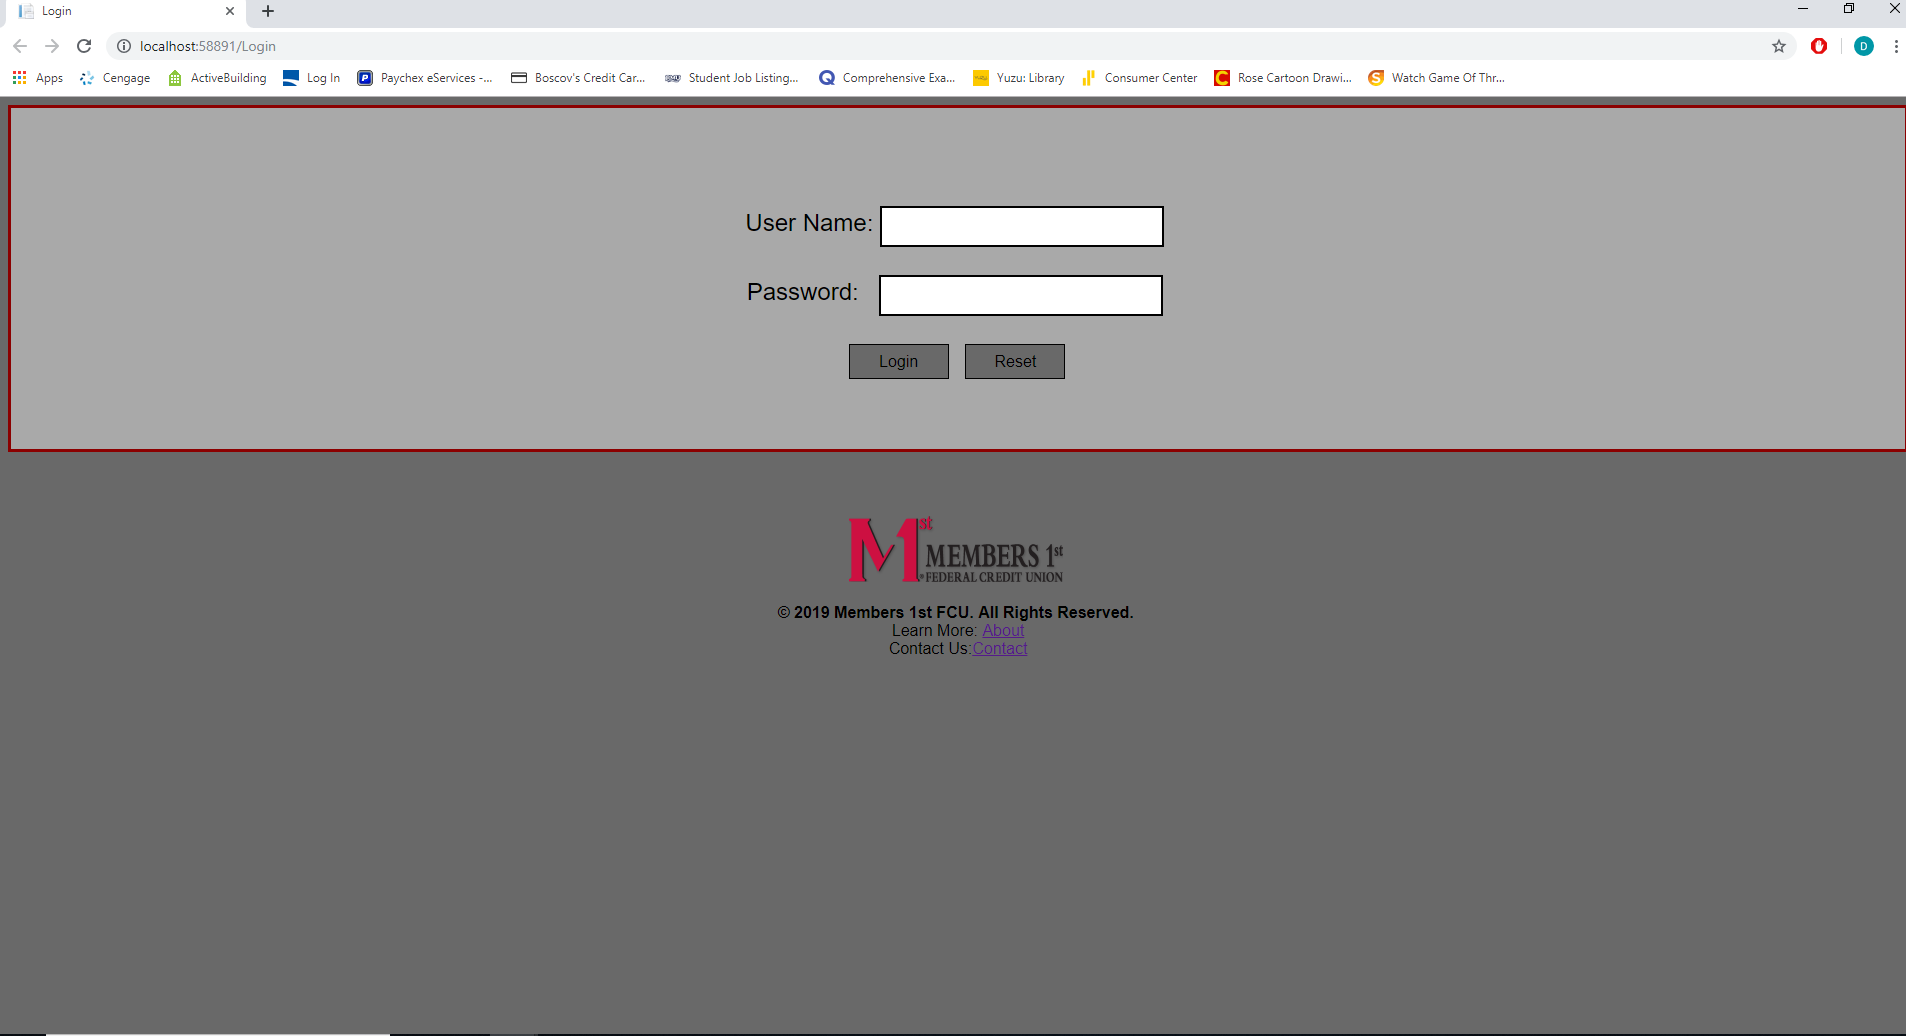 Login
localhost:58891/Login
D
Apps Cengage ActiveBuilding Log In Paychex eServices -... Boscov's Credit Car... Student Job Listing... Comprehensive Exa... Yuzu: Library Consumer Center Rose Cartoon Drawi... Watch Game Of Thr...
User Name:
Password:
Login Reset
M1st MEMBERS 1st
FEDERAL CREDIT UNION
© 2019 Members 1st FCU. All Rights Reserved.
Learn More: About
Contact Us:Contact